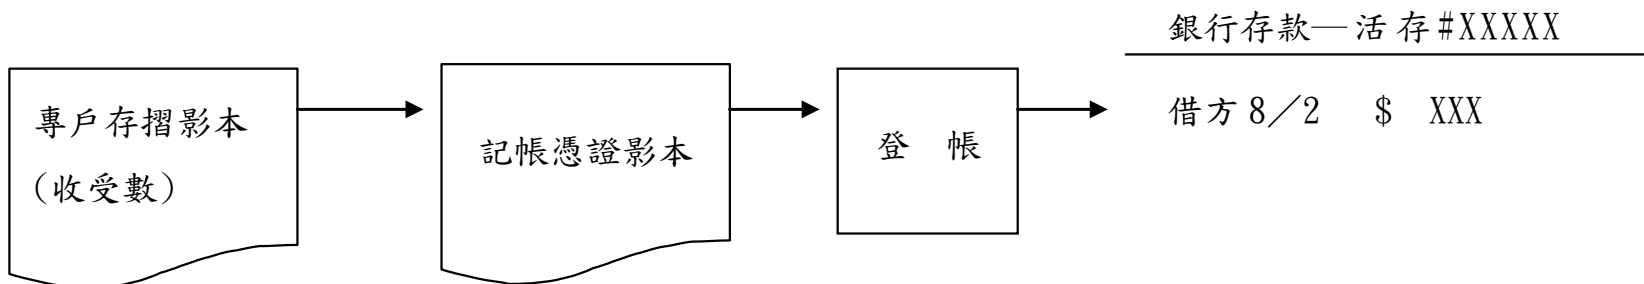 銀行存款—活存#XXXXX
專戶存摺影本
(收受數)
記帳憑證影本
登 帳
借方8／2 $ XXX